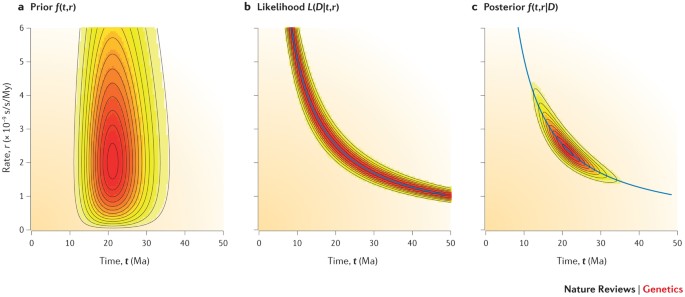 a Prior f(t,r)
b Likelihood L(D|t,r)
c Posterior f(t,r|D)
Rate, r (× 10⁻⁹ s/s/My)
6
5
4
3
2
1
0
0 10 20 30 40 50
0 10 20 30 40 50
0 10 20 30 40 50
Time, t (Ma)
Time, t (Ma)
Time, t (Ma)
Nature Reviews | Genetics